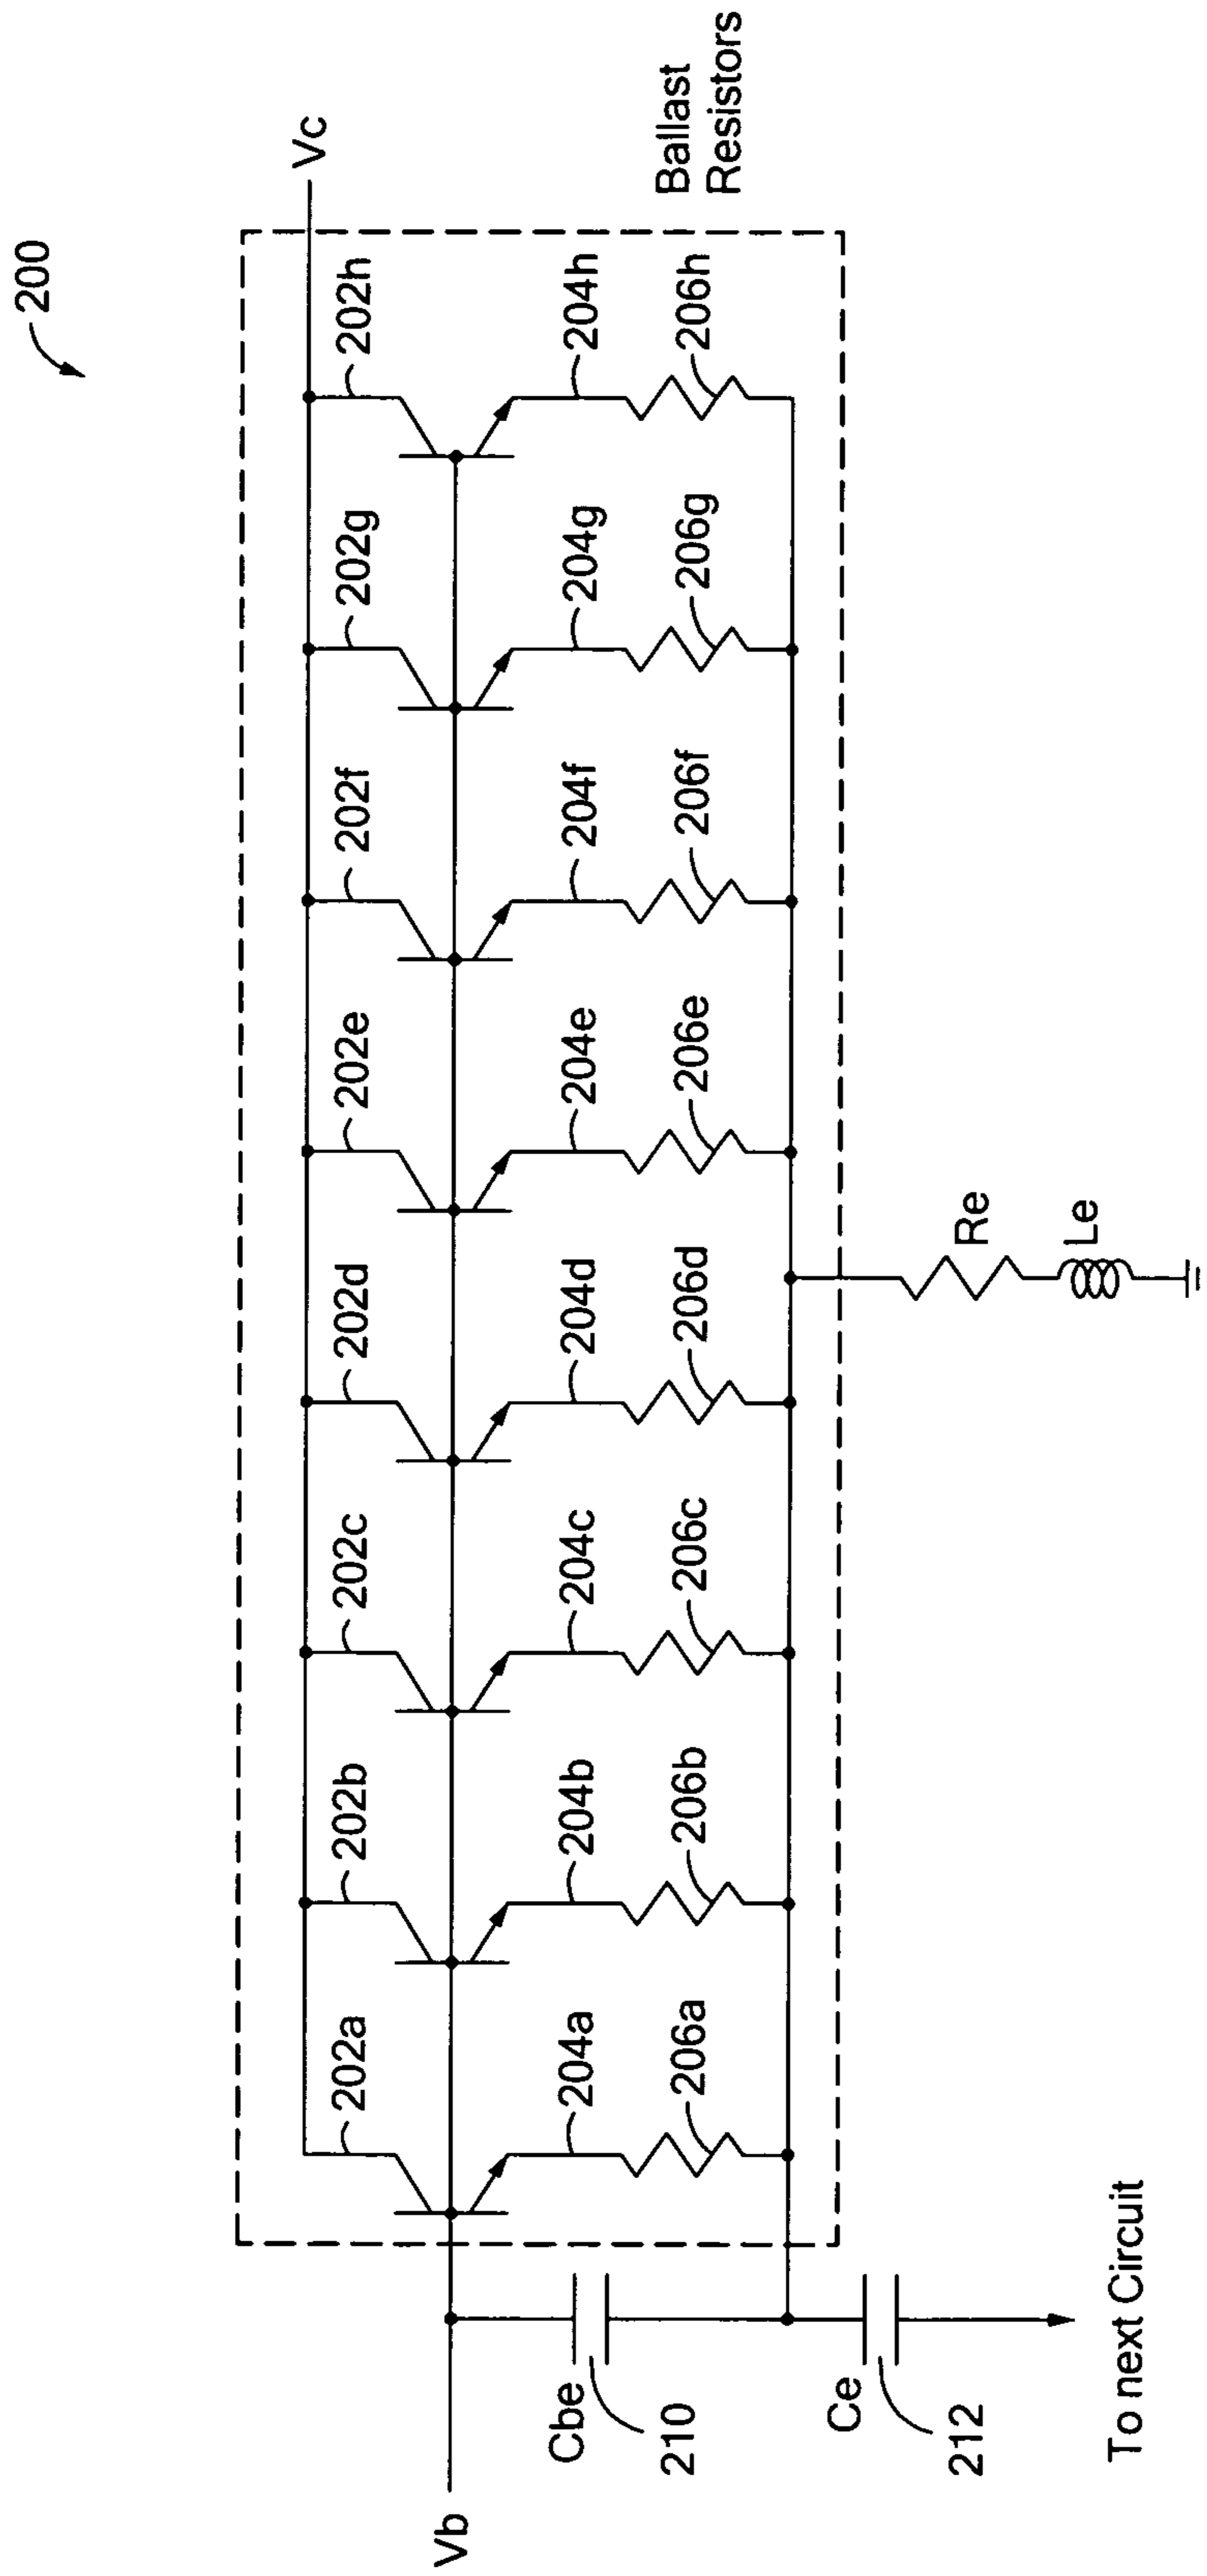 200
Vc
202a 202b 202c 202d 202e 202f 202g 202h
Vb
204a 204b 204c 204d 204e 204f 204g 204h
206a 206b 206c 206d 206e 206f 206g 206h
Ballast
Resistors
Cbe
210
Ce
212
Re
Le
To next Circuit